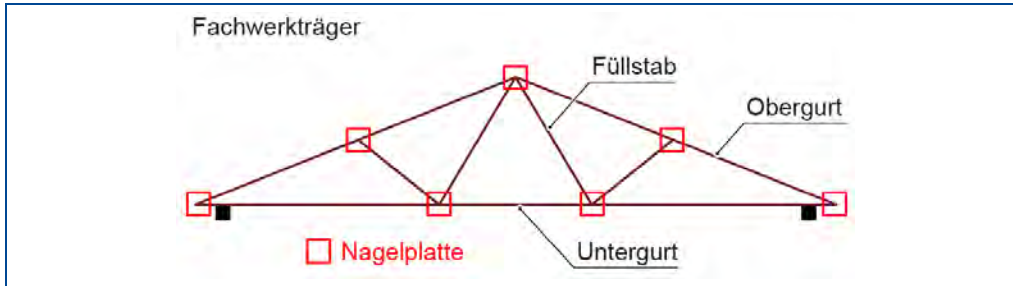 Fachwerkträger
Füllstab
Obergurt
Nagelplatte
Untergurt